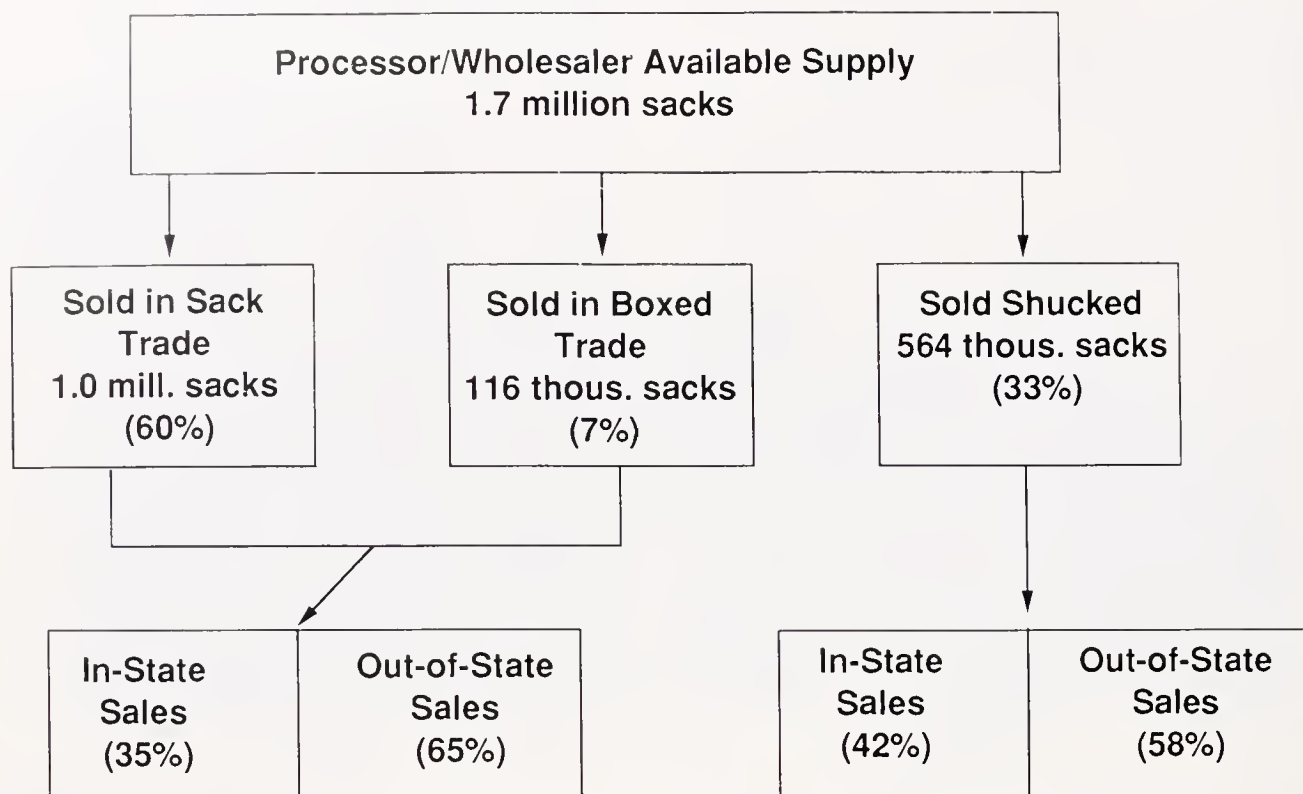 Processor/Wholesaler Available Supply
1.7 million sacks
Sold in Sack
Trade
1.0 mill. sacks
(60%)
Sold in Boxed
Trade
116 thous. sacks
(7%)
Sold Shucked
564 thous. sacks
(33%)
In-State
Sales
(35%)
Out-of-State
Sales
(65%)
In-State
Sales
(42%)
Out-of-State
Sales
(58%)